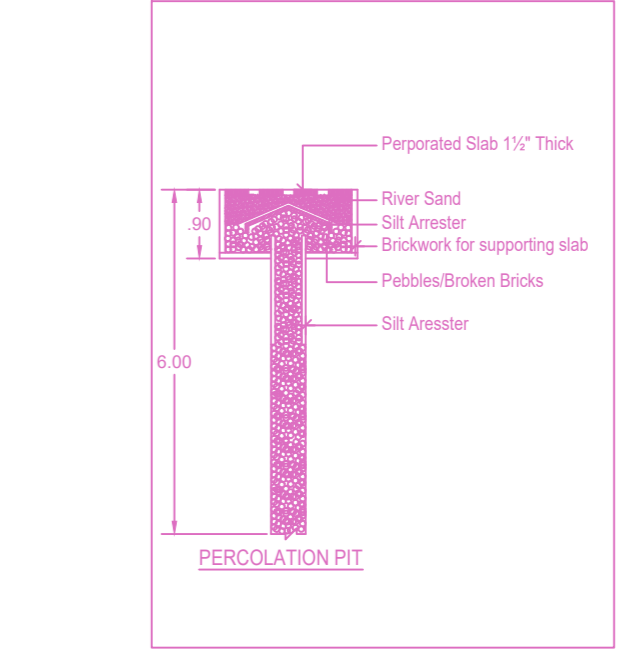 Perporated Slab 1½" Thick
River Sand
Silt Arrester
.90
Brickwork for supporting slab
Pebbles/Broken Bricks
Silt Aresster
6.00
PERCOLATION PIT